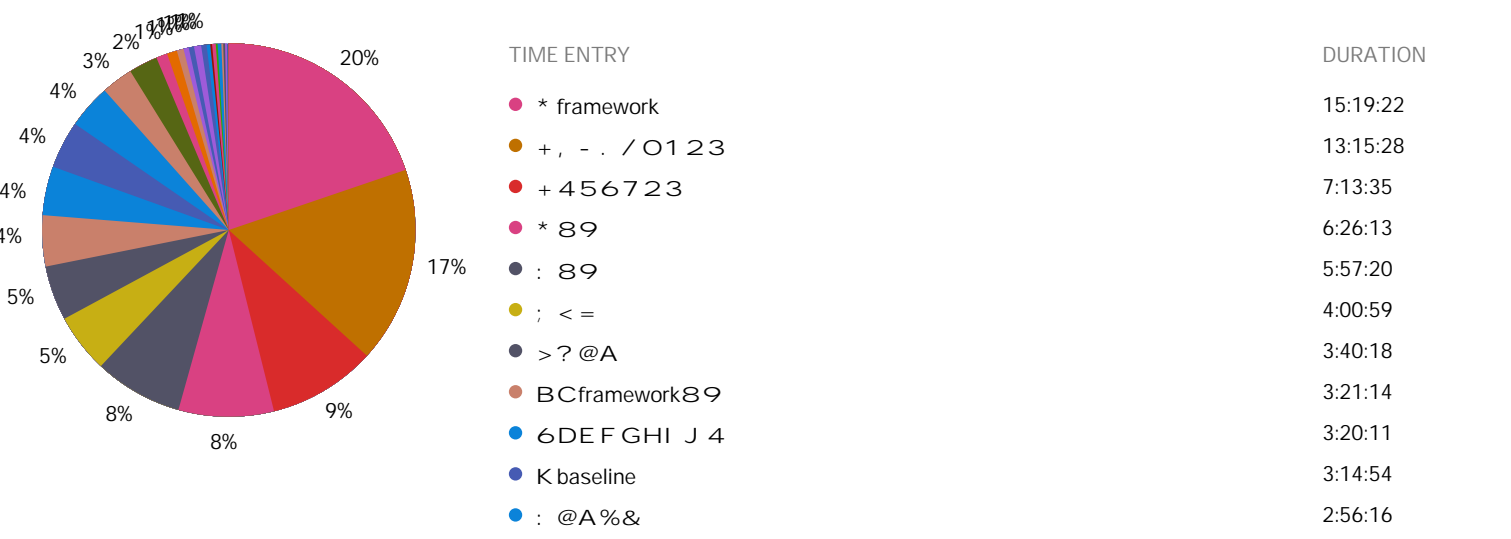 20%
17%
9%
8%
8%
5%
5%
4%
4%
4%
4%
3%
2%
1%
TIME ENTRY DURATION
* framework 15:19:22
+, - . /0123 13:15:28
+456723 7:13:35
* 89 6:26:13
: 89 5:57:20
; < = 4:00:59
>?@A 3:40:18
BCframework89 3:21:14
6DEFGHI J4 3:20:11
K baseline 3:14:54
: @A%& 2:56:16